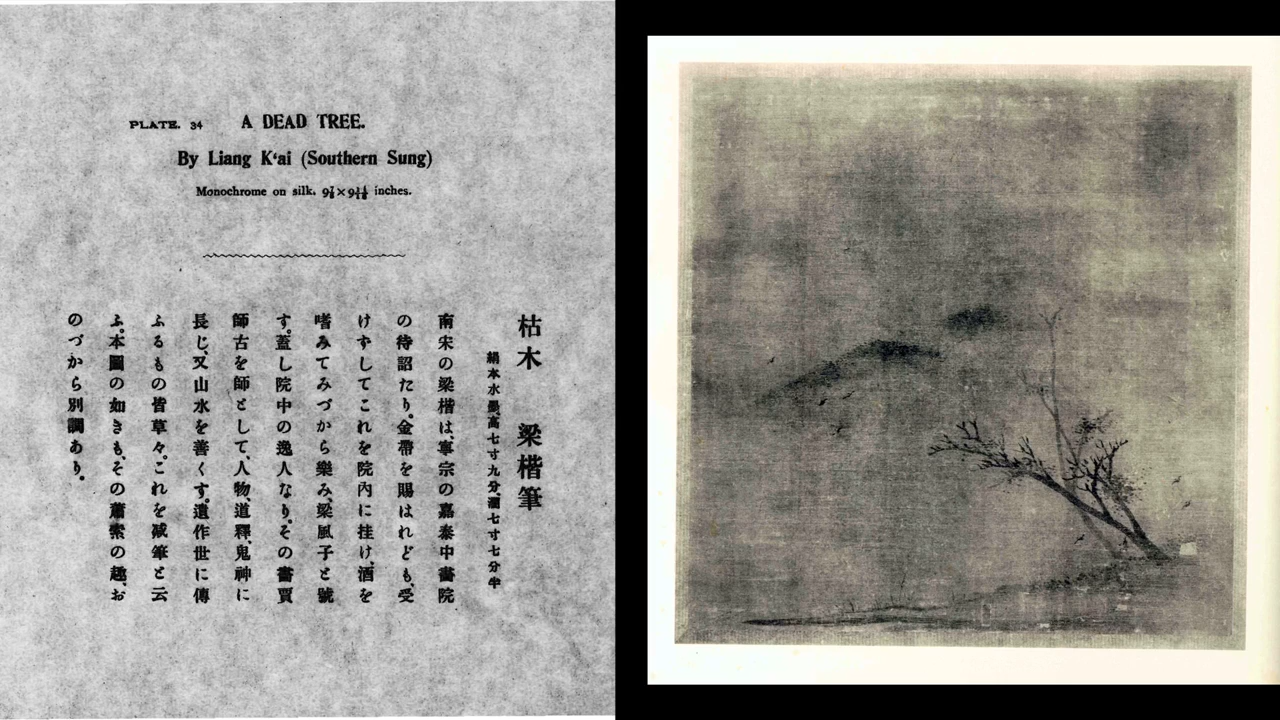 PLATE. 34 A DEAD TREE.
By Liang K‘ai (Southern Sung)
Monochrome on silk. inches.
枯木 梁楷筆
絹本水墨、高七寸九分、濶七寸七分半
南宋の梁楷は、寧宗の嘉泰中畫院
の待詔たり。金帶を賜はれども、受
けずしてこれを院內に挂け、酒を
嗜みてみづから樂み、梁風子と號
す。蓋し院中の逸人なり。その畫賈
師古を師として、人物、道釋、鬼神に
長じ、又山水を善くす。遺作世に傳
ふるもの皆草々。これを減筆と云
ふ。本圖の如きも、その蕭索の趣、お
のづから別調あり。